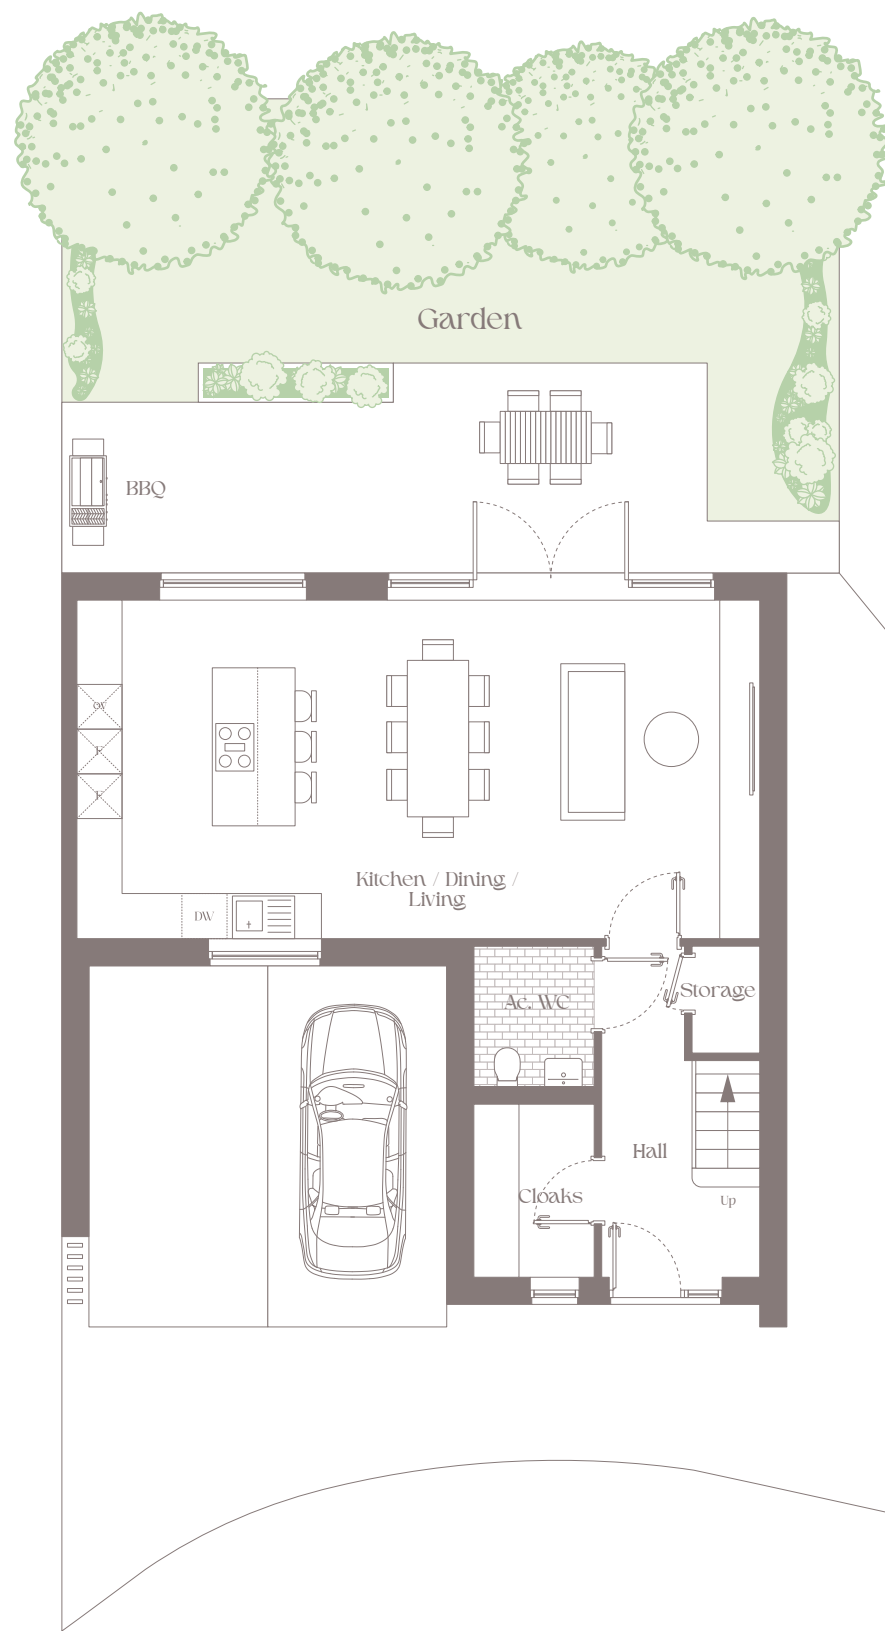 Garden
BBQ
OV
F
F
Kitchen / Dining /
Living
DW
Ac. WC
Storage
Hall
Cloaks
Up